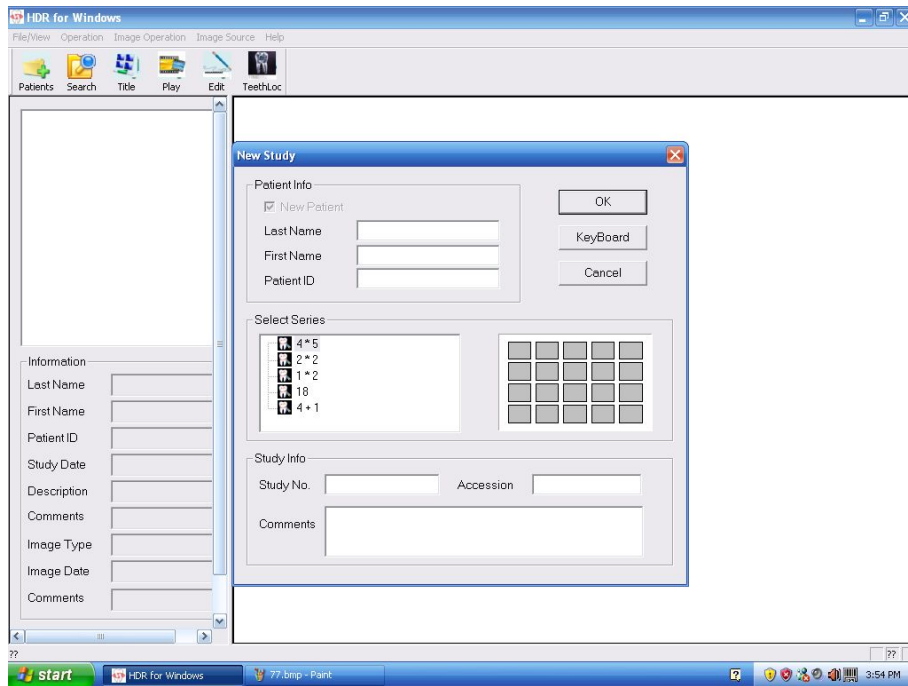 HDR for Windows
File/View Operation Image Operation Image Source Help
Patients Search Title Play Edit TeethLoc
New Study
Patient Info
New Patient
Last Name
First Name
Patient ID
OK
KeyBoard
Cancel
Select Series
4 * 5
2 * 2
1 * 2
18
4 + 1
Study Info
Study No. Accession
Comments
Information
Last Name
First Name
Patient ID
Study Date
Description
Comments
Image Type
Image Date
Comments
?? ??
start HDR for Windows 77.bmp - Paint 3:54 PM